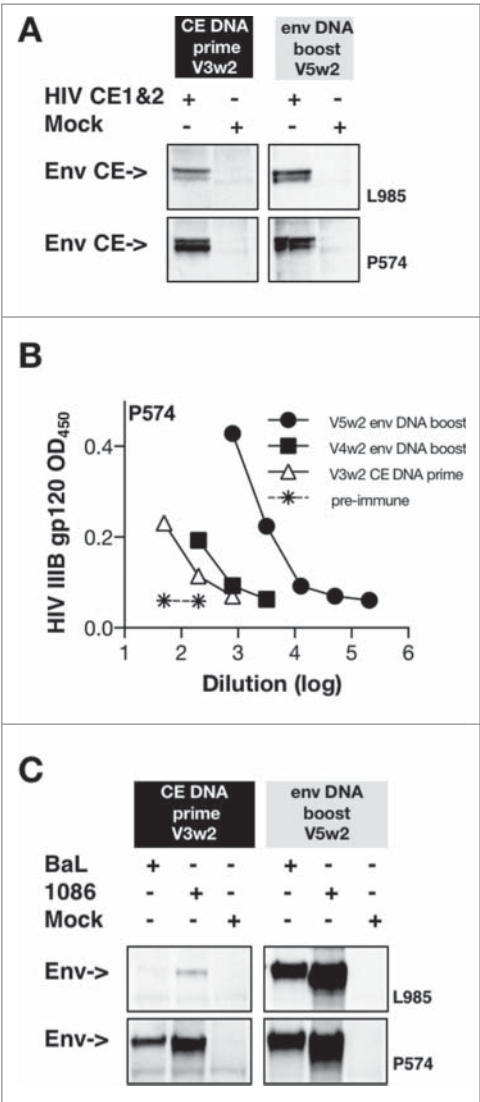 A
CE DNA prime V3w2
env DNA boost V5w2
HIV CE1&2 + - + -
Mock - + - +
Env CE->
L985
Env CE->
P574
B
P574
HIV IIIB gp120 OD450
0.4
0.2
0.0
1 2 3 4 5 6
Dilution (log)
V5w2 env DNA boost
V4w2 env DNA boost
V3w2 CE DNA prime
pre-immune
C
CE DNA prime V3w2
env DNA boost V5w2
BaL + - - + - -
1086 - + - - + -
Mock - - + - - +
Env->
L985
Env->
P574